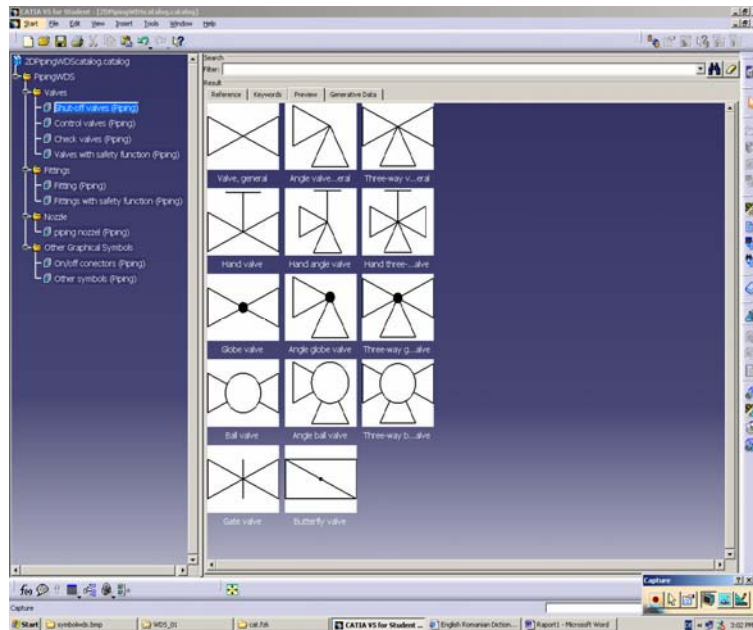 CATIA V5 for Student - [2DPipingWDScatalog.catalog]
Start File Edit View Insert Tools Window Help
2DPipingWDScatalog.catalog
PipingWDS
Valves
Shut-off valves (Piping)
Control valves (Piping)
Check valves (Piping)
Valves with safety function (Piping)
Fittings
Fitting (Piping)
Fittings with safety function (Piping)
Nozzle
piping nozzel (Piping)
Other Graphical Symbols
On/off conectors (Piping)
Other symbols (Piping)
Search
Filter:
Result
Reference Keywords Preview Generative Data
Valve, general Angle valve...eral Three-way v...eral
Hand valve Hand angle valve Hand three-...alve
Globe valve Angle globe valve Three-way g...alve
Ball valve Angle ball valve Three-way b...alve
Gate valve Butterfly valve
Capture
Capture
Start symbolwds.bmp WDS_01 cat.fsh CATIA V5 for Student ... English Romanian Diction... Raport1 - Microsoft Word 3:02 PM